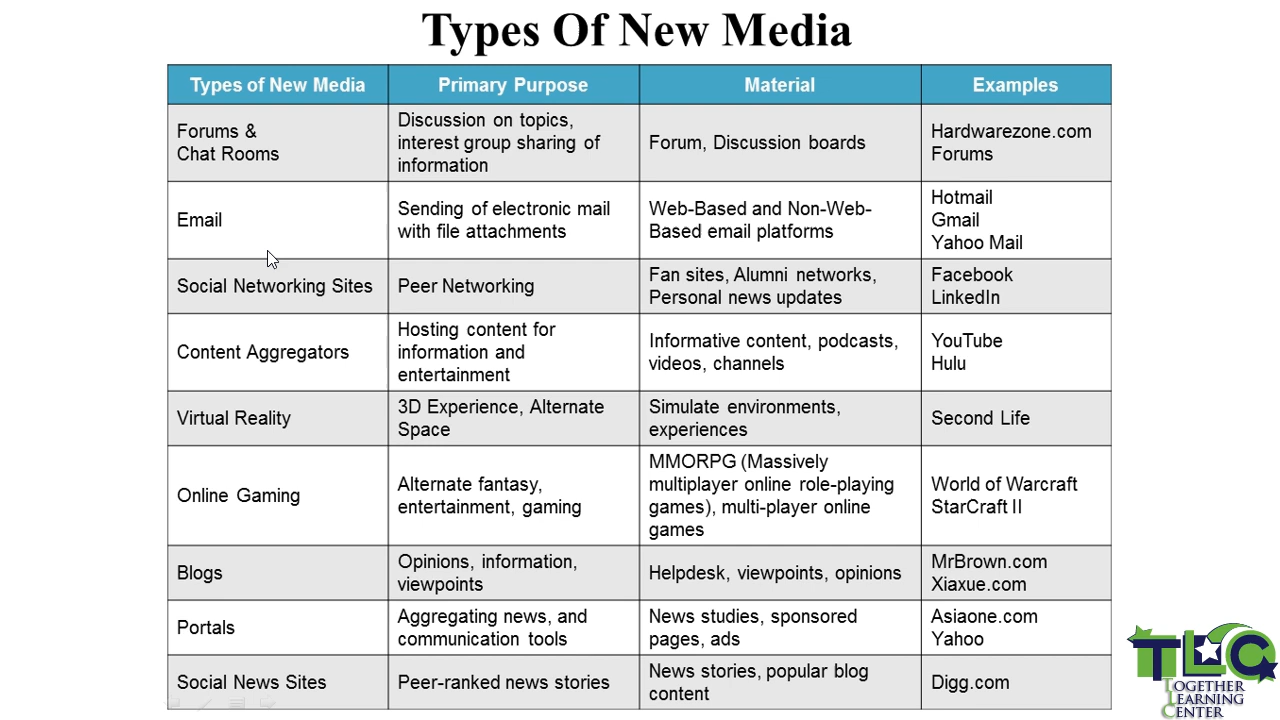 Types Of New Media
Types of New Media
Primary Purpose
Material
Examples
Forums &
Chat Rooms
Discussion on topics,
interest group sharing of
information
Forum, Discussion boards
Hardwarezone.com
Forums
Email
Sending of electronic mail
with file attachments
Web-Based and Non-Web-
Based email platforms
Hotmail
Gmail
Yahoo Mail
Social Networking Sites
Peer Networking
Fan sites, Alumni networks,
Personal news updates
Facebook
LinkedIn
Content Aggregators
Hosting content for
information and
entertainment
Informative content, podcasts,
videos, channels
YouTube
Hulu
Virtual Reality
3D Experience, Alternate
Space
Simulate environments,
experiences
Second Life
Online Gaming
Alternate fantasy,
entertainment, gaming
MMORPG (Massively
multiplayer online role-playing
games), multi-player online
games
World of Warcraft
StarCraft II
Blogs
Opinions, information,
viewpoints
Helpdesk, viewpoints, opinions
MrBrown.com
Xiaxue.com
Portals
Aggregating news, and
communication tools
News studies, sponsored
pages, ads
Asiaone.com
Yahoo
Social News Sites
Peer-ranked news stories
News stories, popular blog
content
Digg.com
TLC
TOGETHER
LEARNING
CENTER